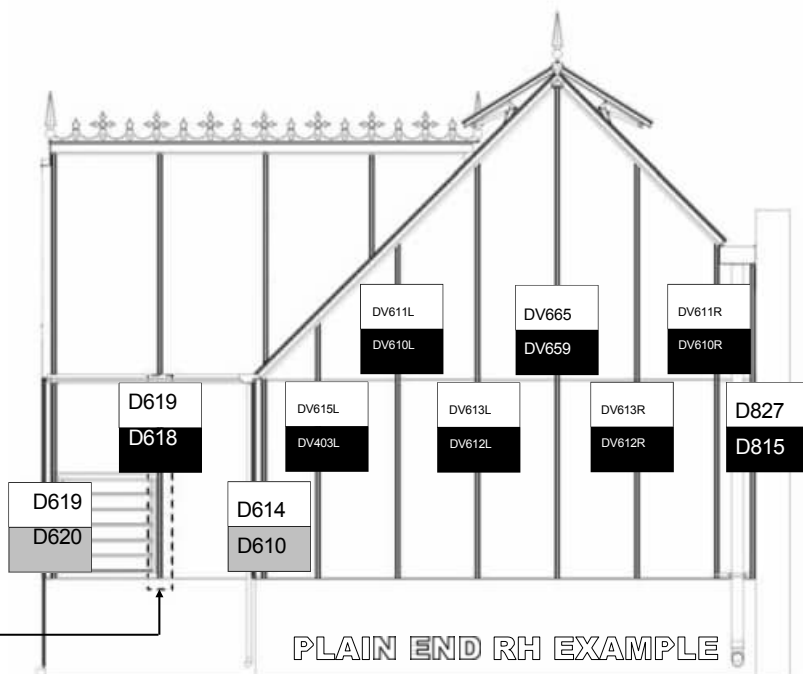 DV611L
DV610L
DV665
DV659
DV611R
DV610R
D619
D618
DV615L
DV403L
DV613L
DV612L
DV613R
DV612R
D827
D815
D619
D620
D614
D610
PLAIN END RH EXAMPLE